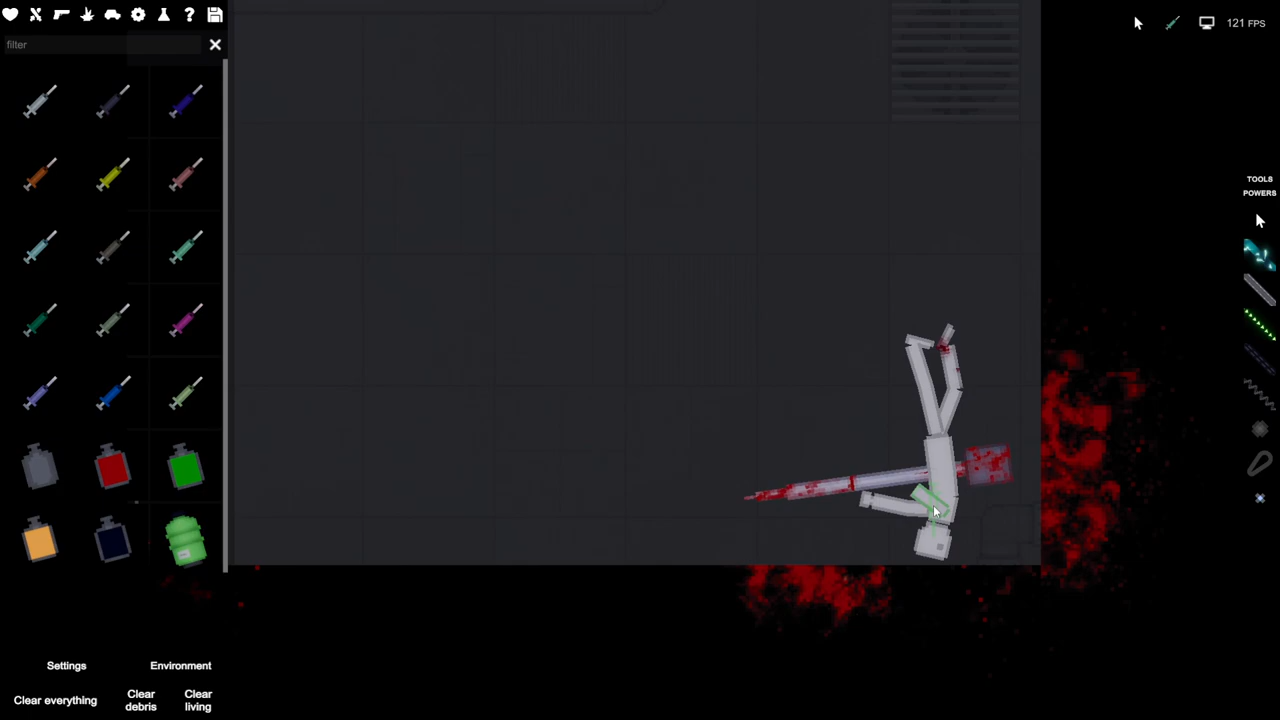 121 FPS
filter
TOOLS
POWERS
Settings
Environment
Clear everything
Clear
debris
Clear
living